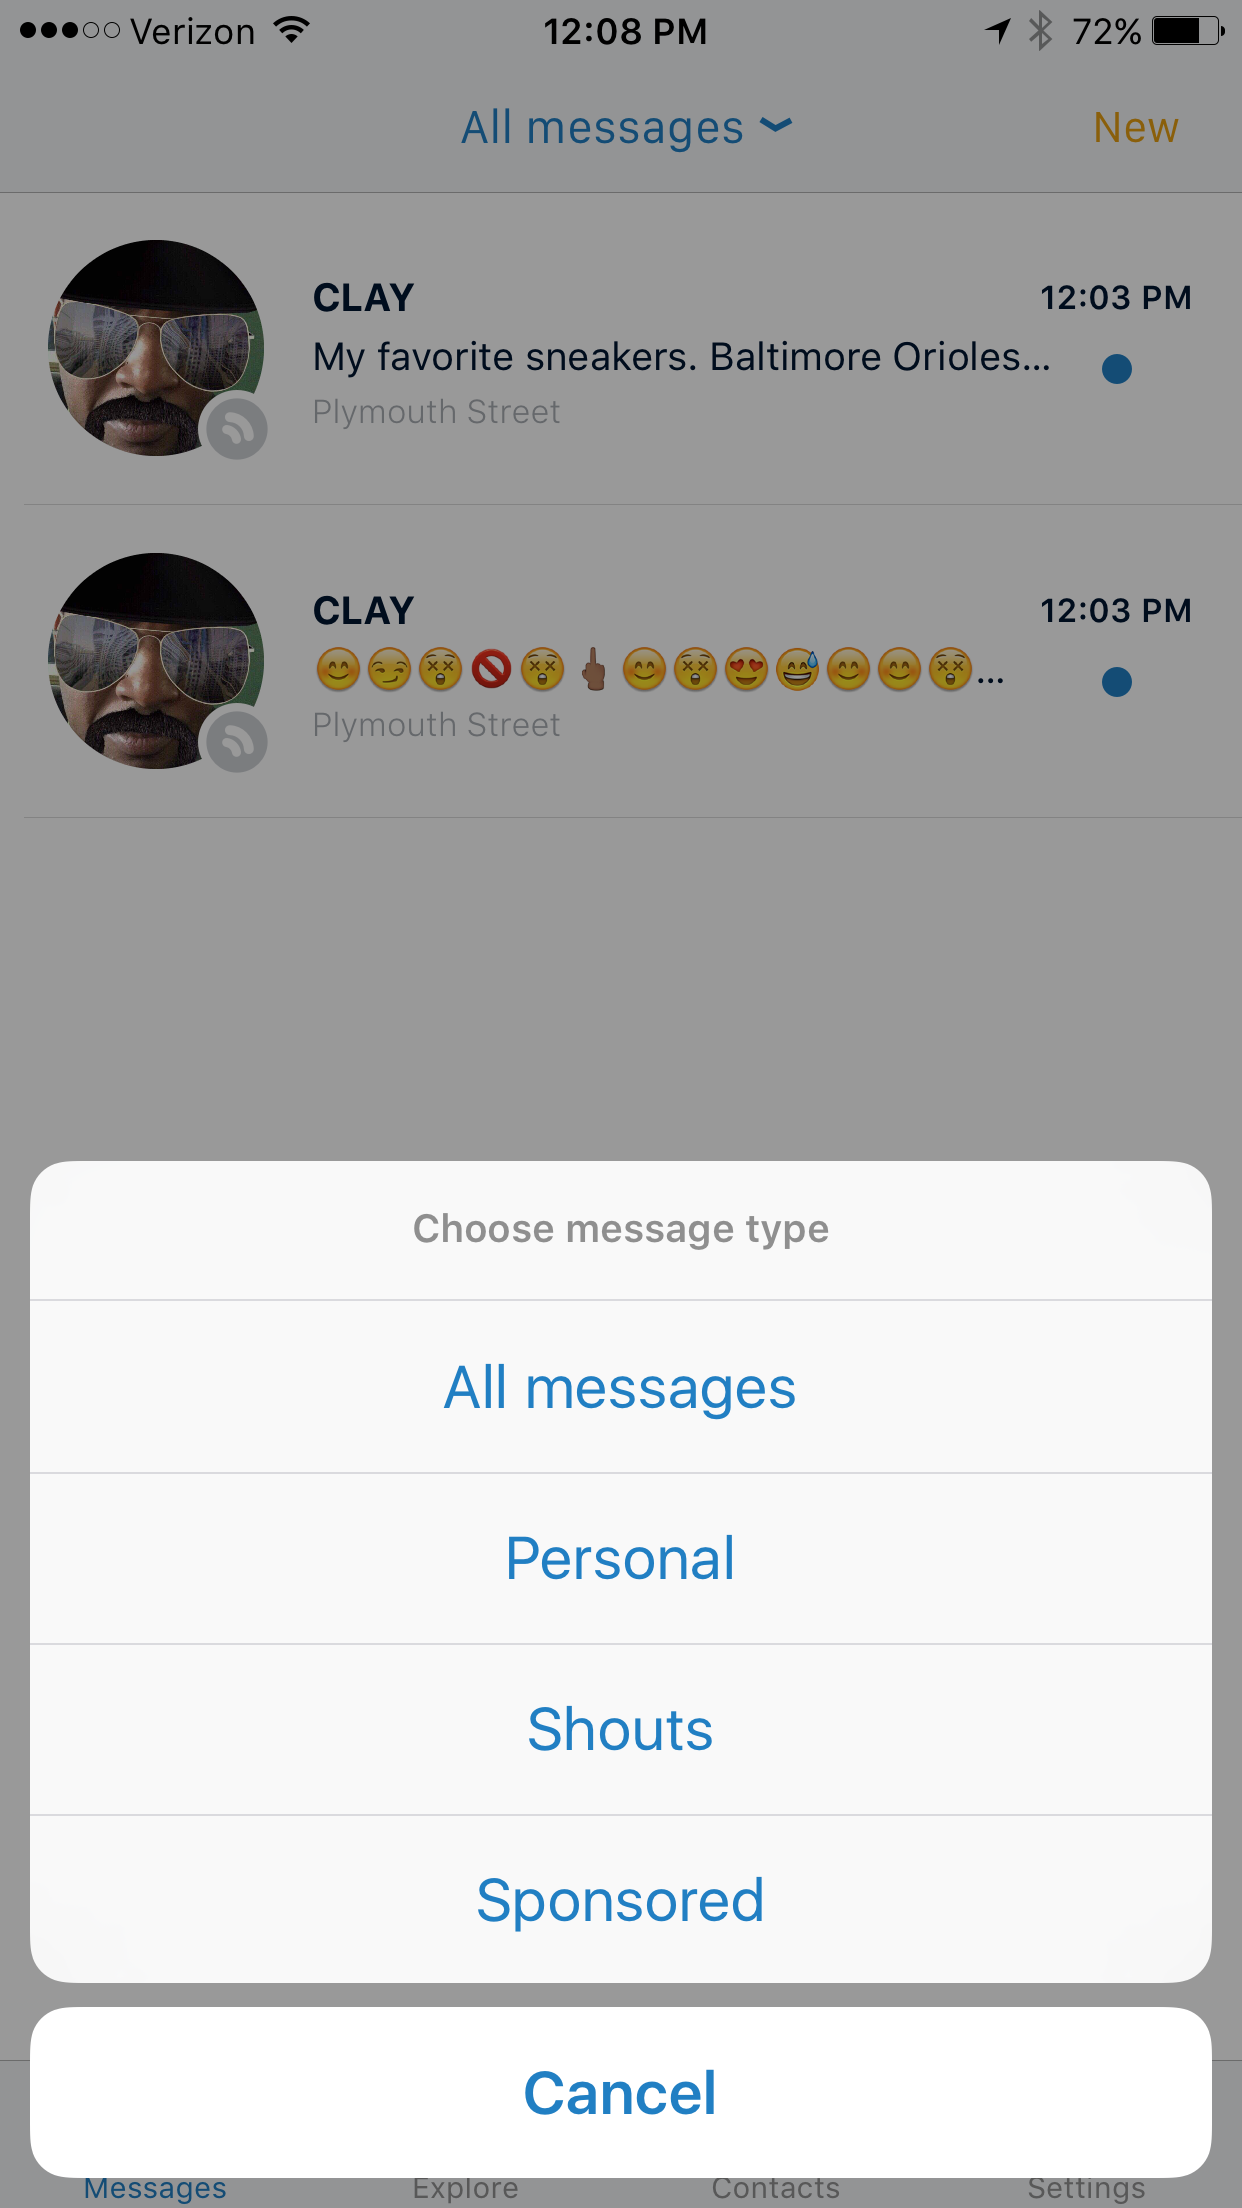 Verizon 12:08 PM 72%
All messages New
CLAY 12:03 PM
My favorite sneakers. Baltimore Orioles...
Plymouth Street
CLAY 12:03 PM
😊😏😲🚫😲🖕🏽😊😲😍😅😊😊😲...
Plymouth Street
Choose message type
All messages
Personal
Shouts
Sponsored
Cancel
Messages Explore Contacts Settings